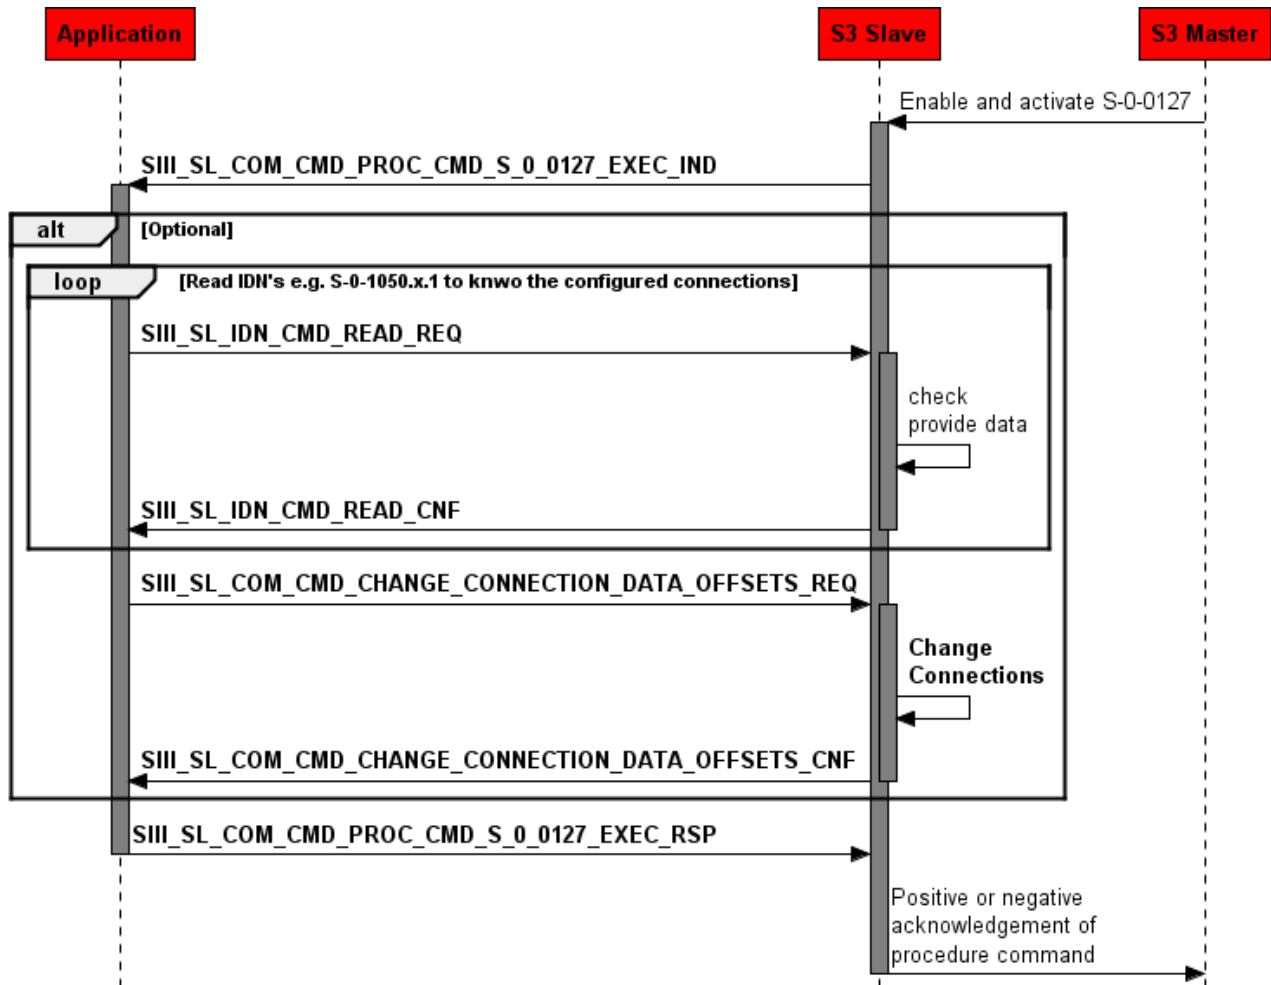 Application
S3 Slave
S3 Master
Enable and activate S-0-0127
SIII_SL_COM_CMD_PROC_CMD_S_0_0127_EXEC_IND
alt
[Optional]
loop
[Read IDN's e.g. S-0-1050.x.1 to knwo the configured connections]
SIII_SL_IDN_CMD_READ_REQ
check
provide data
SIII_SL_IDN_CMD_READ_CNF
SIII_SL_COM_CMD_CHANGE_CONNECTION_DATA_OFFSETS_REQ
Change
Connections
SIII_SL_COM_CMD_CHANGE_CONNECTION_DATA_OFFSETS_CNF
SIII_SL_COM_CMD_PROC_CMD_S_0_0127_EXEC_RSP
Positive or negative
acknowledgement of
procedure command